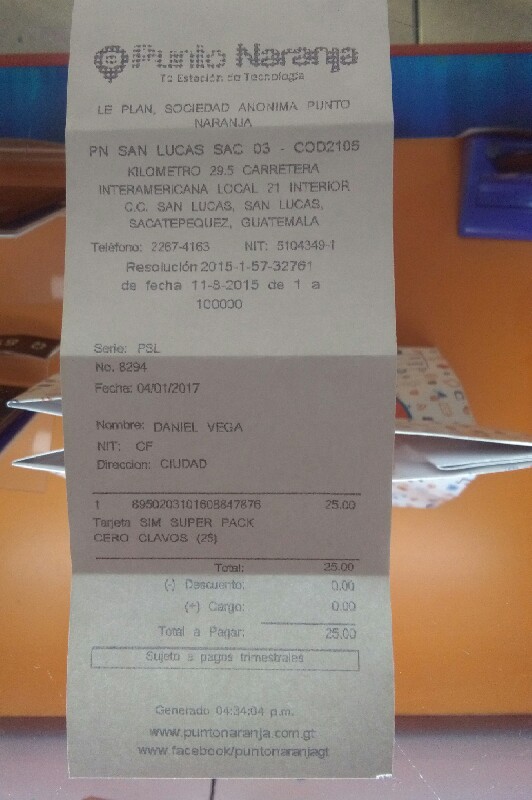 Punto Naranja
Tu Estación de Tecnología
LE PLAN, SOCIEDAD ANONIMA PUNTO
NARANJA
PN SAN LUCAS SAC 03 - COD2105
KILOMETRO 29.5 CARRETERA
INTERAMERICANA LOCAL 21 INTERIOR
C.C. SAN LUCAS, SAN LUCAS,
SACATEPEQUEZ, GUATEMALA
Teléfono: 2267-4163 NIT: 5104349-1
Resolución 2015-1-57-32761
de fecha 11-8-2015 de 1 a
100000
Serie: PSL
No. 8294
Fecha: 04/01/2017
Nombre: DANIEL VEGA
NIT: CF
Direccion: CIUDAD
1 8950203101608847876 25.00
Tarjeta SIM SUPER PACK
CERO CLAVOS (25)
Total: 25.00
(-) Descuento: 0.00
(+) Cargo: 0.00
Total a Pagar: 25.00
Sujeto a pagos trimestrales
Generado 04:34:04 p.m.
www.puntonaranja.com.gt
www.facebook/puntonaranjagt